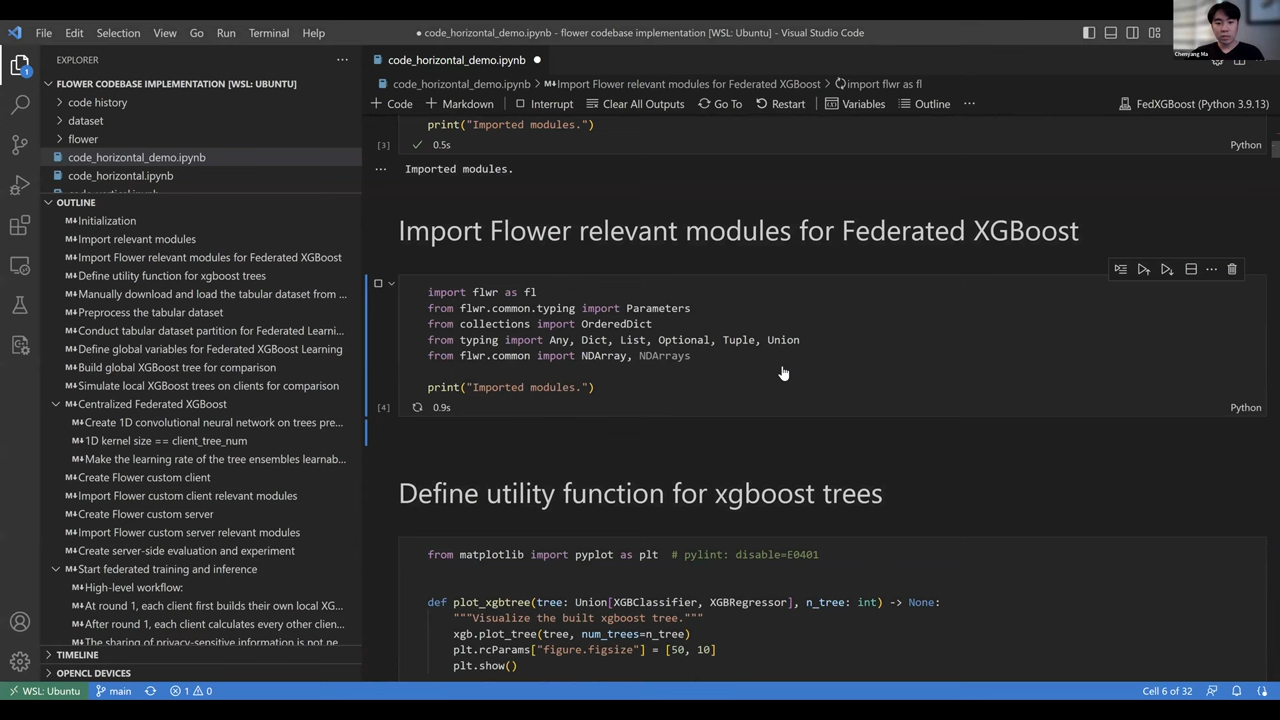 File Edit Selection View Go Run Terminal Help
● code_horizontal_demo.ipynb - flower codebase implementation [WSL: Ubuntu] - Visual Studio Code
Chenyang Ma
EXPLORER
FLOWER CODEBASE IMPLEMENTATION [WSL: UBUNTU]
code history
dataset
flower
code_horizontal_demo.ipynb
code_horizontal.ipynb
OUTLINE
Initialization
Import relevant modules
Import Flower relevant modules for Federated XGBoost
Define utility function for xgboost trees
Manually download and load the tabular dataset from ...
Preprocess the tabular dataset
Conduct tabular dataset partition for Federated Learni...
Define global variables for Federated XGBoost Learning
Build global XGBoost tree for comparison
Simulate local XGBoost trees on clients for comparison
Centralized Federated XGBoost
Create 1D convolutional neural network on trees pre...
1D kernel size == client_tree_num
Make the learning rate of the tree ensembles learnab...
Create Flower custom client
Import Flower custom client relevant modules
Create Flower custom server
Import Flower custom server relevant modules
Create server-side evaluation and experiment
Start federated training and inference
High-level workflow:
At round 1, each client first builds their own local XG...
After round 1, each client calculates every other clien...
The sharing of privacy-sensitive information is not ne...
TIMELINE
OPENCL DEVICES
code_horizontal_demo.ipynb ●
code_horizontal_demo.ipynb > Import Flower relevant modules for Federated XGBoost > import flwr as fl
+ Code + Markdown Interrupt Clear All Outputs Go To Restart Variables Outline ... FedXGBoost (Python 3.9.13)
print("Imported modules.")
[3] 0.5s Python
... Imported modules.
Import Flower relevant modules for Federated XGBoost
import flwr as fl
from flwr.common.typing import Parameters
from collections import OrderedDict
from typing import Any, Dict, List, Optional, Tuple, Union
from flwr.common import NDArray, NDArrays
print("Imported modules.")
[4] 0.9s Python
Define utility function for xgboost trees
from matplotlib import pyplot as plt # pylint: disable=E0401
def plot_xgbtree(tree: Union[XGBClassifier, XGBRegressor], n_tree: int) -> None:
"""Visualize the built xgboost tree."""
xgb.plot_tree(tree, num_trees=n_tree)
plt.rcParams["figure.figsize"] = [50, 10]
plt.show()
WSL: Ubuntu main 1 0 Cell 6 of 32